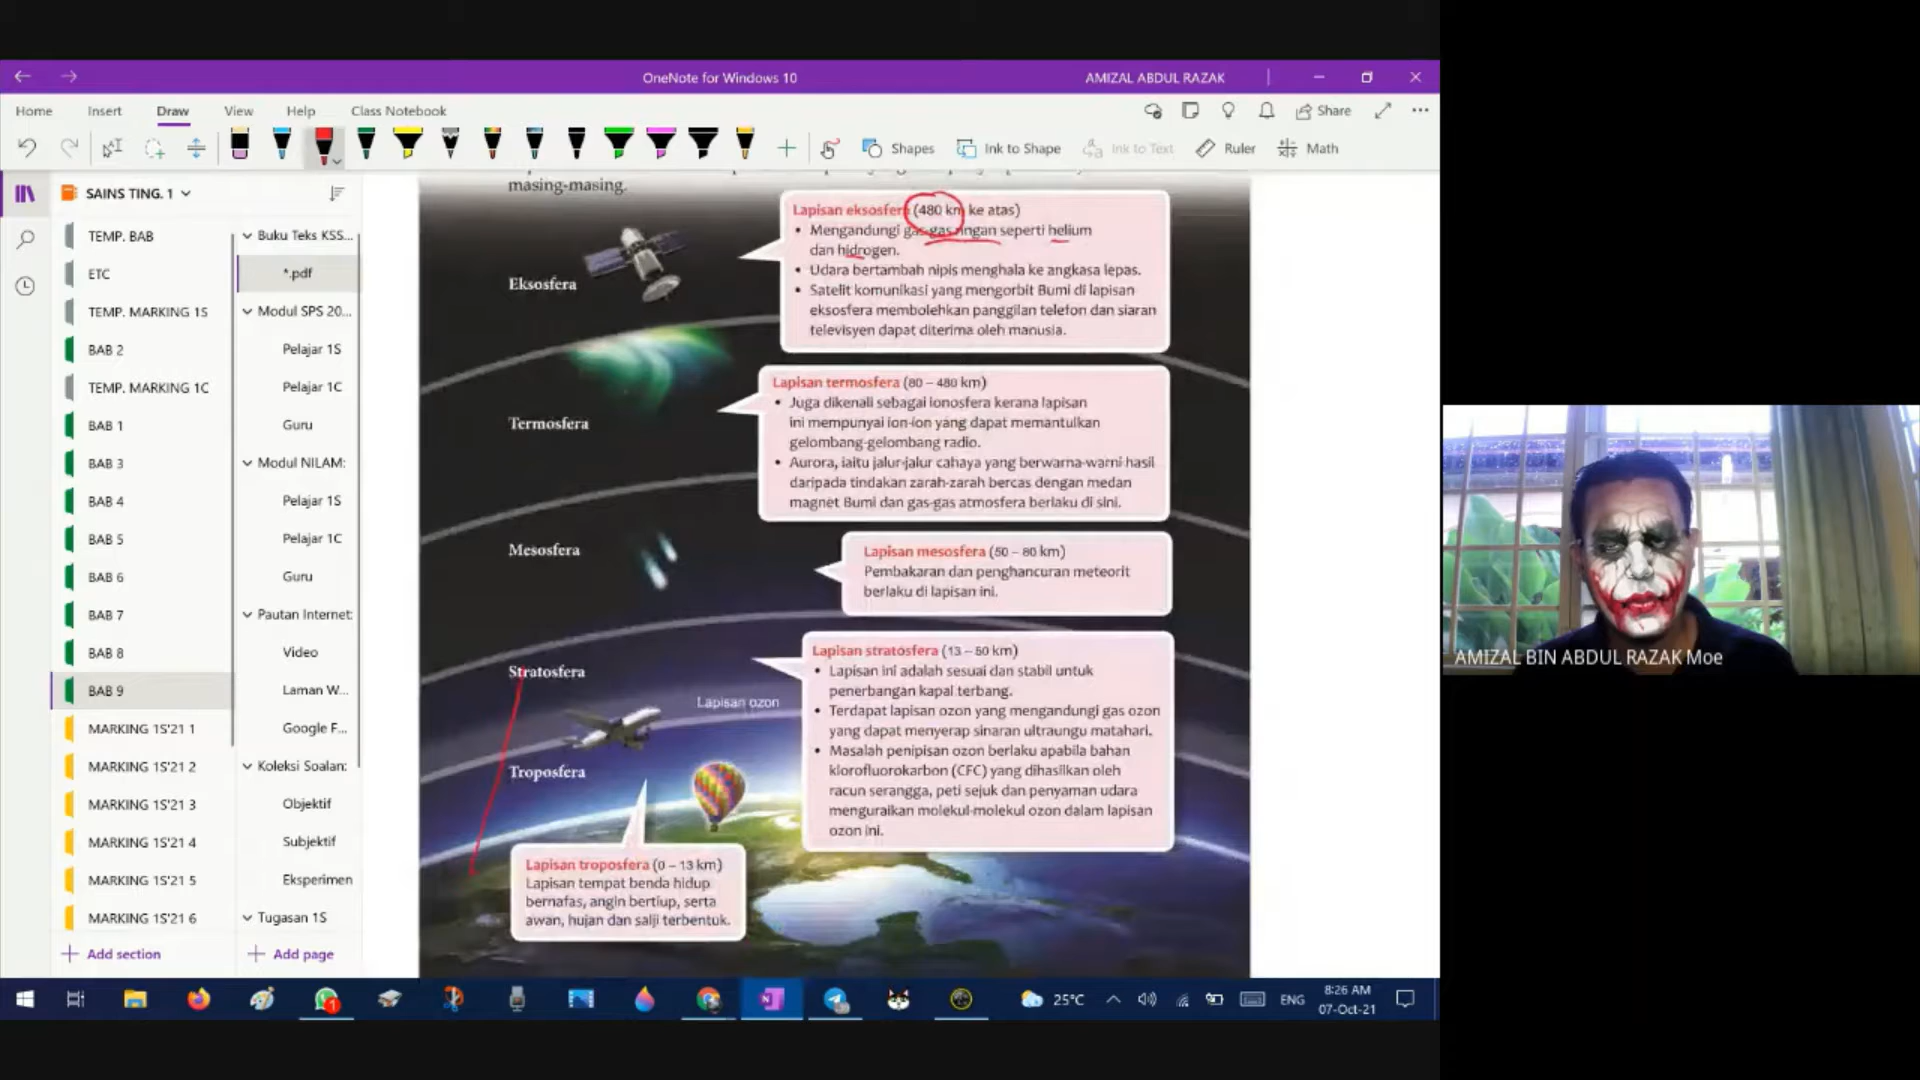 OneNote for Windows 10
AMIZAL ABDUL RAZAK
Home Insert Draw View Help Class Notebook
Share
Shapes Ink to Shape Ink to Text Ruler Math
SAINS TING. 1
TEMP. BAB
ETC
TEMP. MARKING 1S
BAB 2
TEMP. MARKING 1C
BAB 1
BAB 3
BAB 4
BAB 5
BAB 6
BAB 7
BAB 8
BAB 9
MARKING 1S'21 1
MARKING 1S'21 2
MARKING 1S'21 3
MARKING 1S'21 4
MARKING 1S'21 5
MARKING 1S'21 6
Add section
Buku Teks KSS...
*.pdf
Modul SPS 20...
Pelajar 1S
Pelajar 1C
Guru
Modul NILAM:
Pelajar 1S
Pelajar 1C
Guru
Pautan Internet:
Video
Laman W...
Google F...
Koleksi Soalan:
Objektif
Subjektif
Eksperimen
Tugasan 1S
Add page
masing-masing.
Eksosfera
Lapisan eksosfera (480 km ke atas)
• Mengandungi gas-gas ringan seperti helium
dan hidrogen.
• Udara bertambah nipis menghala ke angkasa lepas.
• Satelit komunikasi yang mengorbit Bumi di lapisan
eksosfera membolehkan panggilan telefon dan siaran
televisyen dapat diterima oleh manusia.
Termosfera
Lapisan termosfera (80 – 480 km)
• Juga dikenali sebagai ionosfera kerana lapisan
ini mempunyai ion-ion yang dapat memantulkan
gelombang-gelombang radio.
• Aurora, iaitu jalur-jalur cahaya yang berwarna-warni hasil
daripada tindakan zarah-zarah bercas dengan medan
magnet Bumi dan gas-gas atmosfera berlaku di sini.
Mesosfera
Lapisan mesosfera (50 – 80 km)
Pembakaran dan penghancuran meteorit
berlaku di lapisan ini.
Stratosfera
Lapisan ozon
Lapisan stratosfera (13 – 50 km)
• Lapisan ini adalah sesuai dan stabil untuk
penerbangan kapal terbang.
• Terdapat lapisan ozon yang mengandungi gas ozon
yang dapat menyerap sinaran ultraungu matahari.
• Masalah penipisan ozon berlaku apabila bahan
klorofluorokarbon (CFC) yang dihasilkan oleh
racun serangga, peti sejuk dan penyaman udara
menguraikan molekul-molekul ozon dalam lapisan
ozon ini.
Troposfera
Lapisan troposfera (0 – 13 km)
Lapisan tempat benda hidup
bernafas, angin bertiup, serta
awan, hujan dan salji terbentuk.
AMIZAL BIN ABDUL RAZAK Moe
25°C
ENG
8:26 AM
07-Oct-21